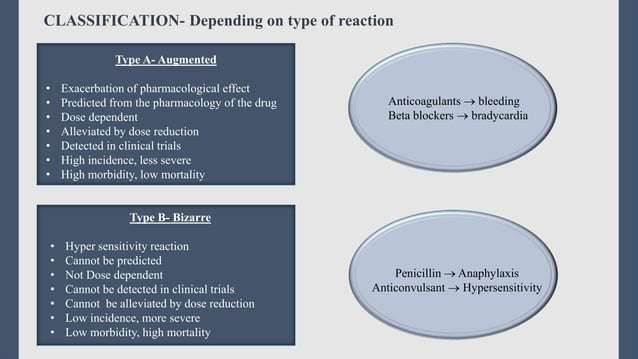 CLASSIFICATION- Depending on type of reaction
Type A- Augmented
• Exacerbation of pharmacological effect
• Predicted from the pharmacology of the drug
• Dose dependent
• Alleviated by dose reduction
• Detected in clinical trials
• High incidence, less severe
• High morbidity, low mortality
Anticoagulants → bleeding
Beta blockers → bradycardia
Type B- Bizarre
• Hyper sensitivity reaction
• Cannot be predicted
• Not Dose dependent
• Cannot be detected in clinical trials
• Cannot be alleviated by dose reduction
• Low incidence, more severe
• Low morbidity, high mortality
Penicillin → Anaphylaxis
Anticonvulsant → Hypersensitivity